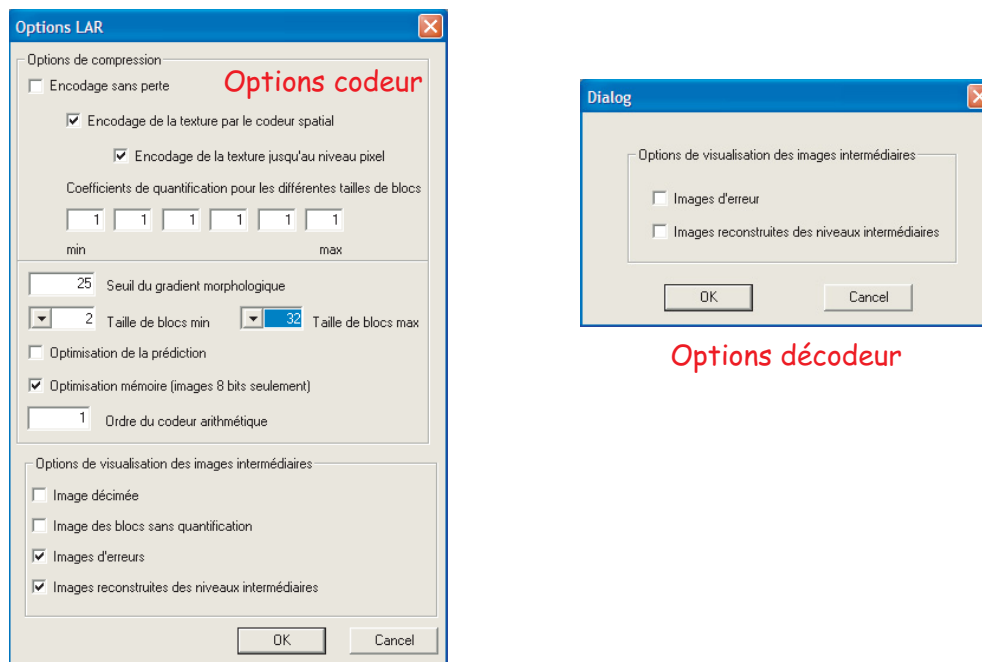 Options LAR
Options de compression
Options codeur
Encodage sans perte
Encodage de la texture par le codeur spatial
Encodage de la texture jusqu'au niveau pixel
Coefficients de quantification pour les différentes tailles de blocs
1 1 1 1 1 1
min max
25 Seuil du gradient morphologique
2 Taille de blocs min 32 Taille de blocs max
Optimisation de la prédiction
Optimisation mémoire (images 8 bits seulement)
1 Ordre du codeur arithmétique
Options de visualisation des images intermédiaires
Image décimée
Image des blocs sans quantification
Images d'erreurs
Images reconstruites des niveaux intermédiaires
OK Cancel
Dialog
Options de visualisation des images intermédiaires
Images d'erreur
Images reconstruites des niveaux intermédiaires
OK Cancel
Options décodeur